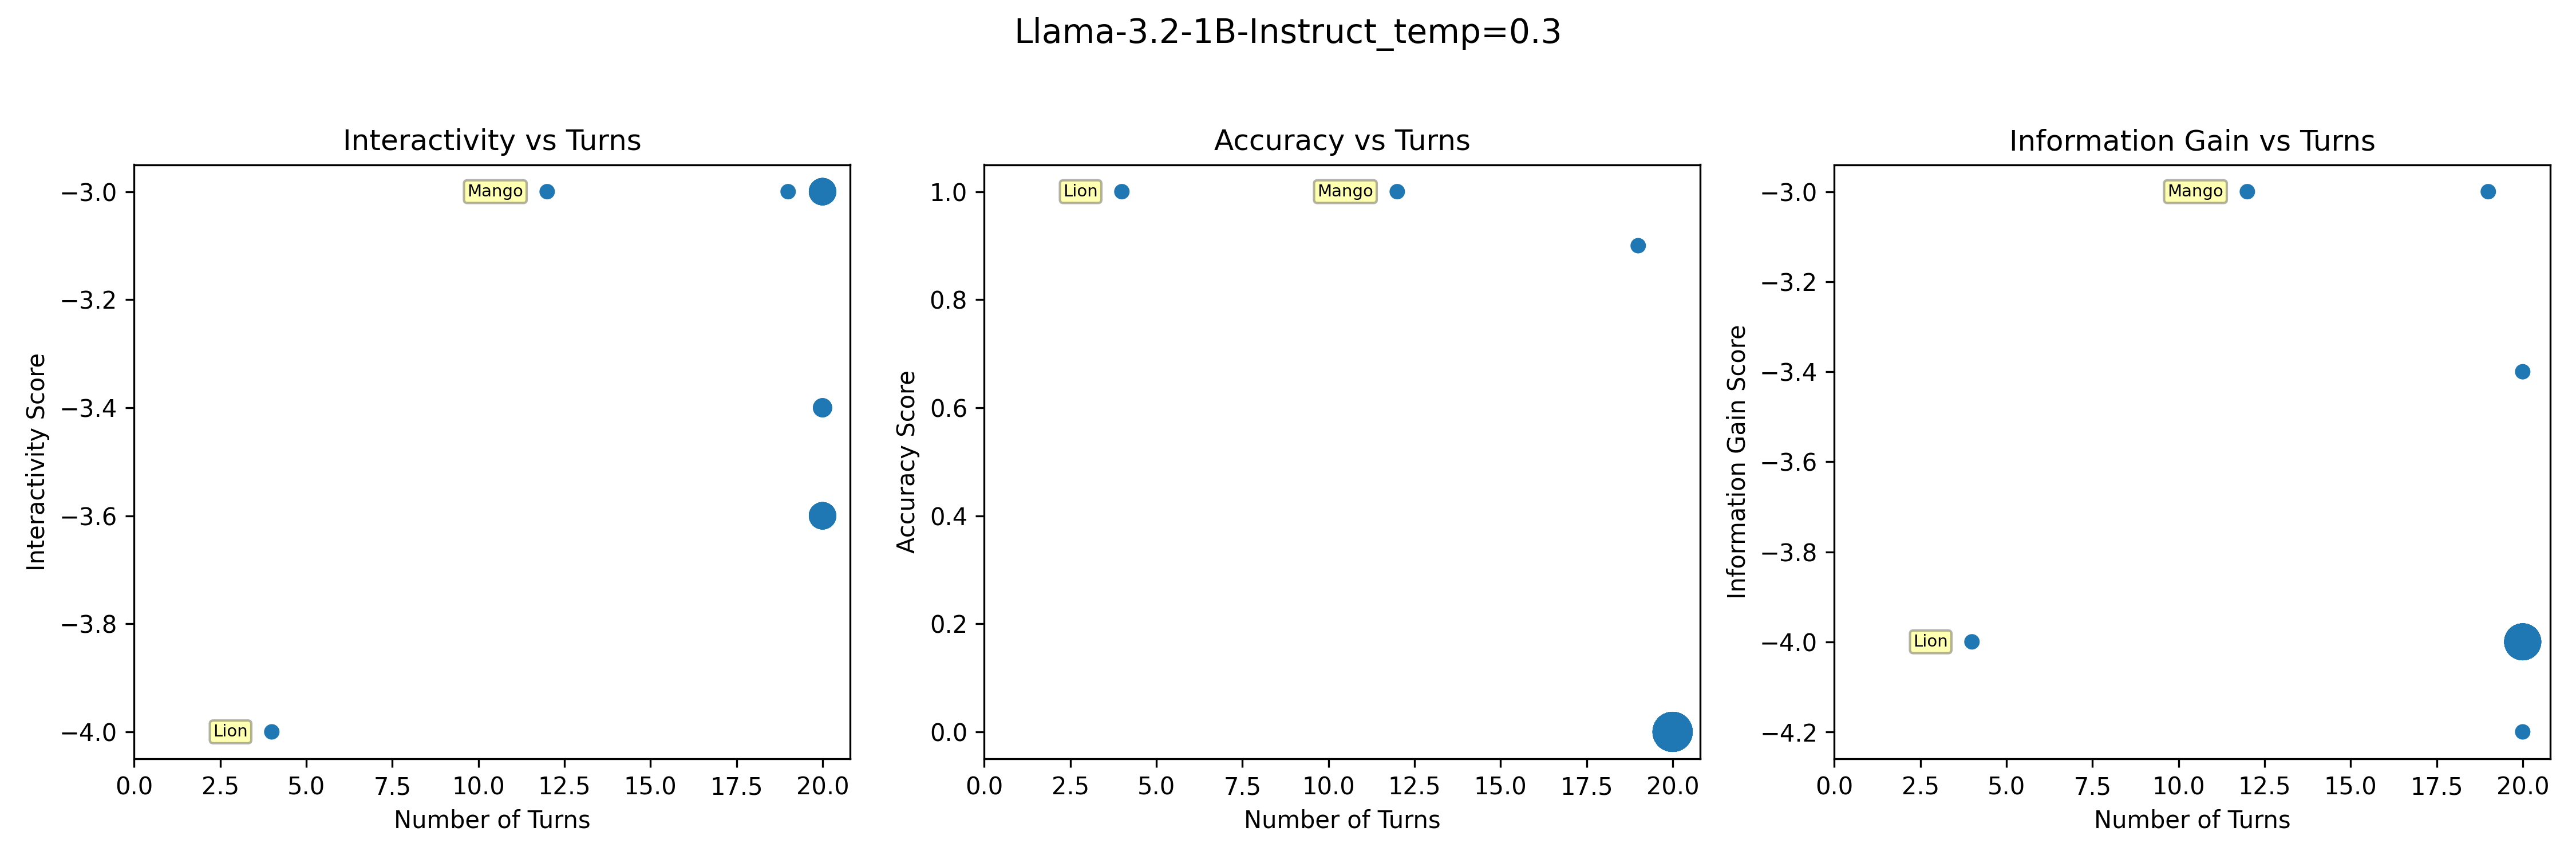 Llama-3.2-1B-Instruct_temp=0.3
Interactivity vs Turns
−3.0
−3.2
−3.4
−3.6
−3.8
−4.0
Interactivity Score
Mango
Lion
0.0 2.5 5.0 7.5 10.0 12.5 15.0 17.5 20.0
Number of Turns
Accuracy vs Turns
1.0
0.8
0.6
0.4
0.2
0.0
Accuracy Score
Lion Mango
0.0 2.5 5.0 7.5 10.0 12.5 15.0 17.5 20.0
Number of Turns
Information Gain vs Turns
−3.0
−3.2
−3.4
−3.6
−3.8
−4.0
−4.2
Information Gain Score
Mango
Lion
0.0 2.5 5.0 7.5 10.0 12.5 15.0 17.5 20.0
Number of Turns